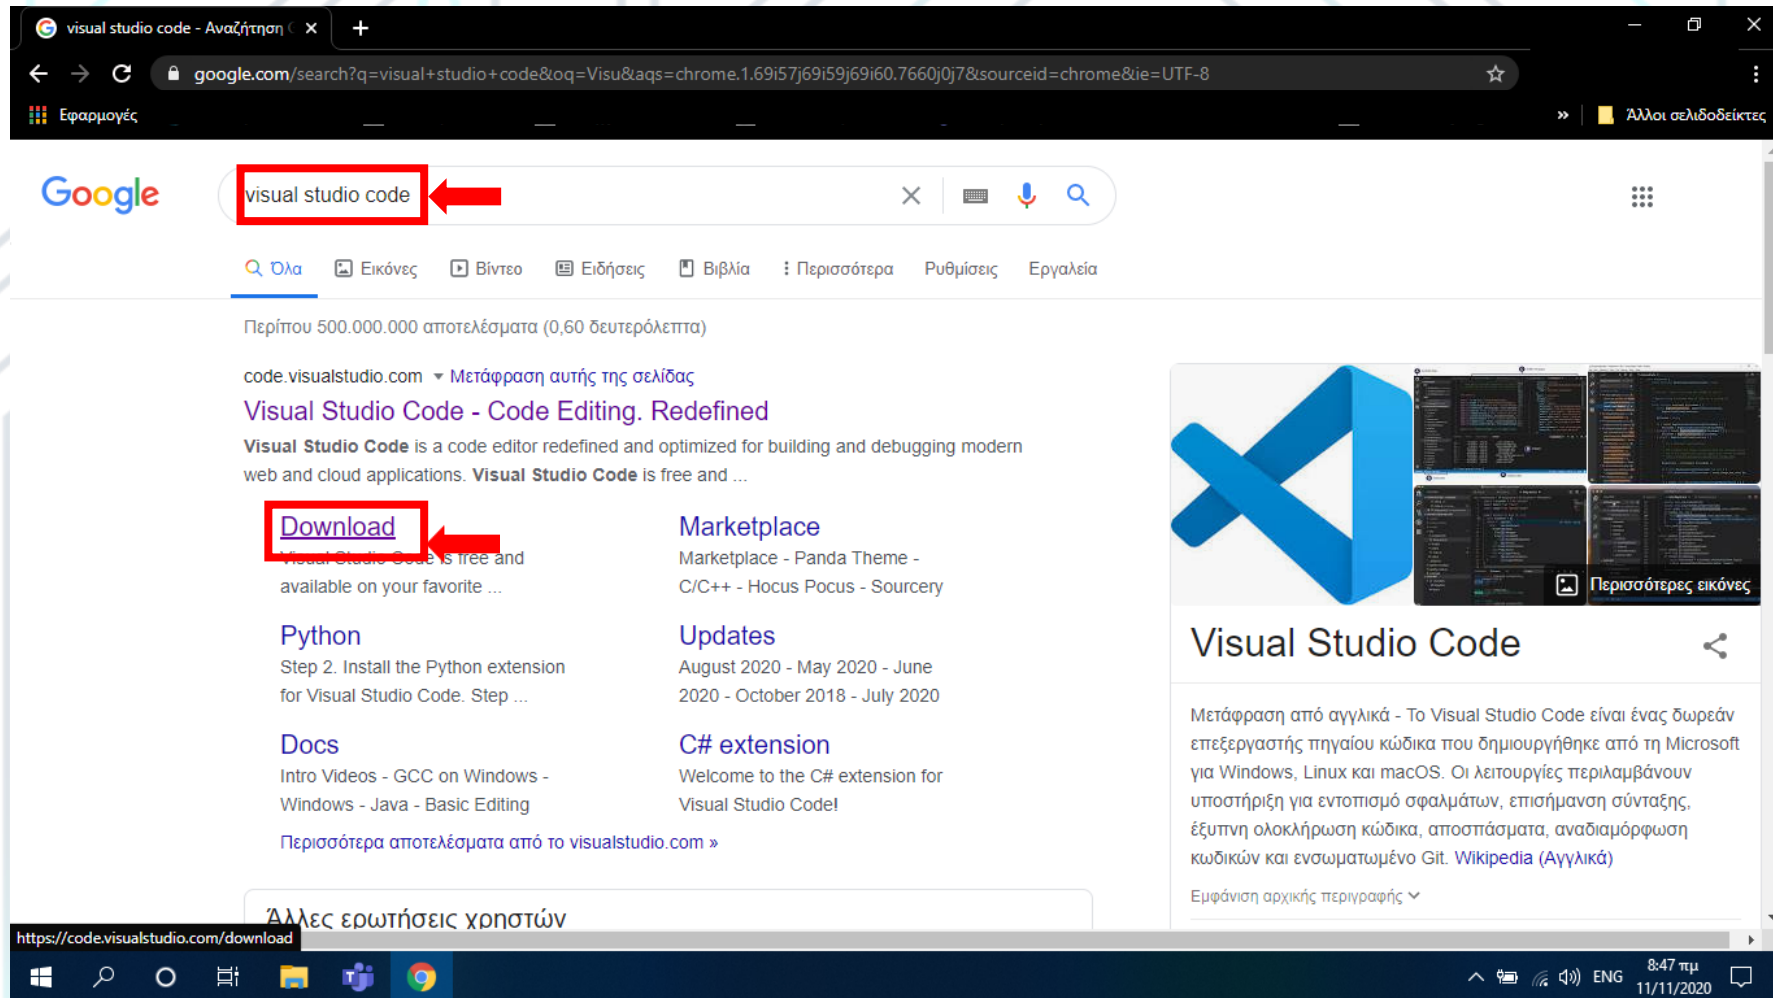 visual studio code - Αναζήτηση
google.com/search?q=visual+studio+code&oq=Visu&aqs=chrome.1.69i57j69i59j69i60.7660j0j7&sourceid=chrome&ie=UTF-8
Εφαρμογές
» Άλλοι σελιδοδείκτες
Google
visual studio code
Όλα Εικόνες Βίντεο Ειδήσεις Βιβλία Περισσότερα Ρυθμίσεις Εργαλεία
Περίπου 500.000.000 αποτελέσματα (0,60 δευτερόλεπτα)
code.visualstudio.com Μετάφραση αυτής της σελίδας
Visual Studio Code - Code Editing. Redefined
Visual Studio Code is a code editor redefined and optimized for building and debugging modern
web and cloud applications. Visual Studio Code is free and ...
Download
Visual Studio Code is free and
available on your favorite ...
Marketplace
Marketplace - Panda Theme -
C/C++ - Hocus Pocus - Sourcery
Python
Step 2. Install the Python extension
for Visual Studio Code. Step ...
Updates
August 2020 - May 2020 - June
2020 - October 2018 - July 2020
Docs
Intro Videos - GCC on Windows -
Windows - Java - Basic Editing
C# extension
Welcome to the C# extension for
Visual Studio Code!
Περισσότερα αποτελέσματα από το visualstudio.com »
Άλλες ερωτήσεις χρηστών
Περισσότερες εικόνες
Visual Studio Code
Μετάφραση από αγγλικά - Το Visual Studio Code είναι ένας δωρεάν
επεξεργαστής πηγαίου κώδικα που δημιουργήθηκε από τη Microsoft
για Windows, Linux και macOS. Οι λειτουργίες περιλαμβάνουν
υποστήριξη για εντοπισμό σφαλμάτων, επισήμανση σύνταξης,
έξυπνη ολοκλήρωση κώδικα, αποσπάσματα, αναδιαμόρφωση
κωδικών και ενσωματωμένο Git. Wikipedia (Αγγλικά)
Εμφάνιση αρχικής περιγραφής
https://code.visualstudio.com/download
ENG
8:47 πμ
11/11/2020